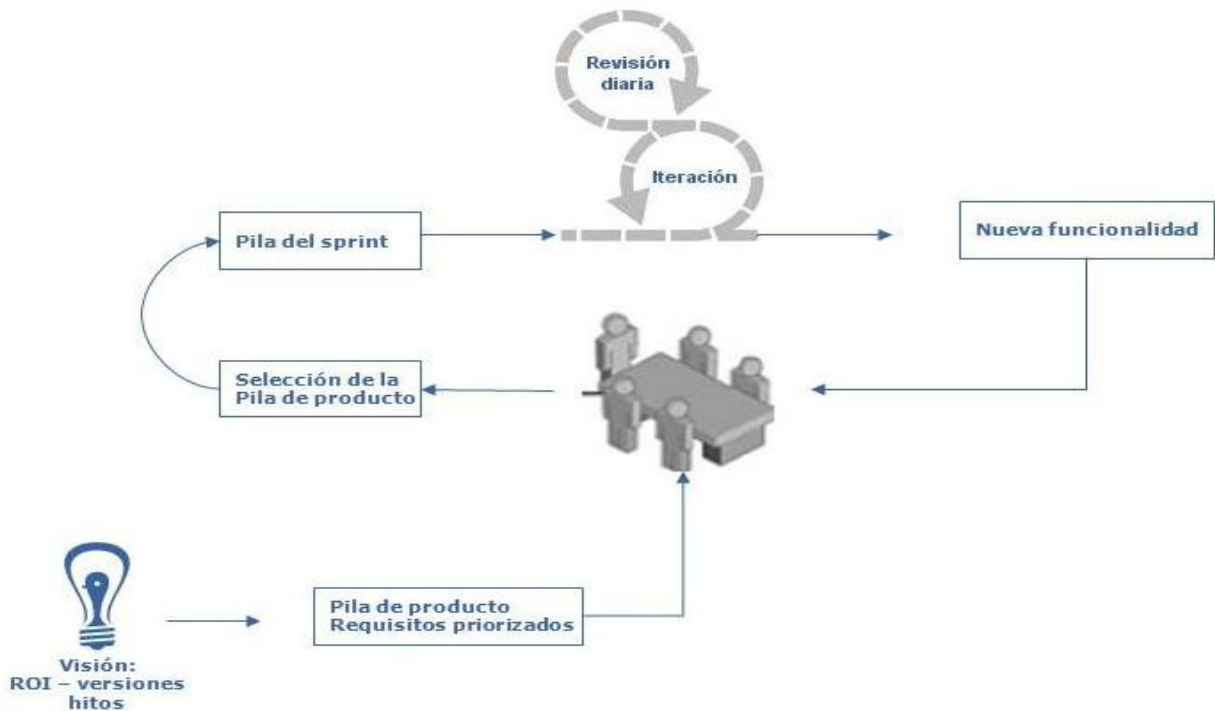 Revisión
diaria
Iteración
Pila del sprint
Nueva funcionalidad
Selección de la
Pila de producto
Pila de producto
Requisitos priorizados
Visión:
ROI – versiones
hitos